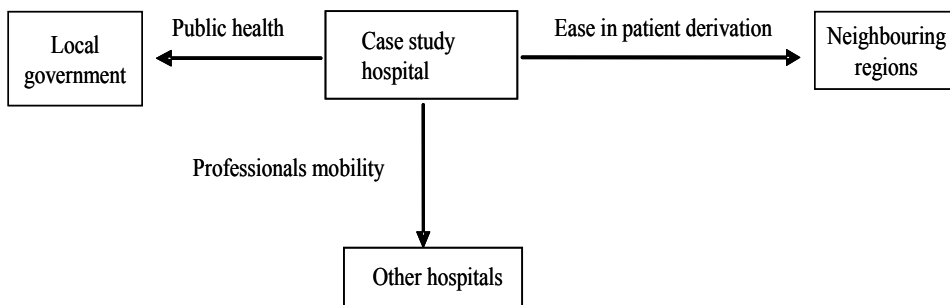 Local
government
Public health
Case study
hospital
Ease in patient derivation
Neighbouring
regions
Professionals mobility
Other hospitals